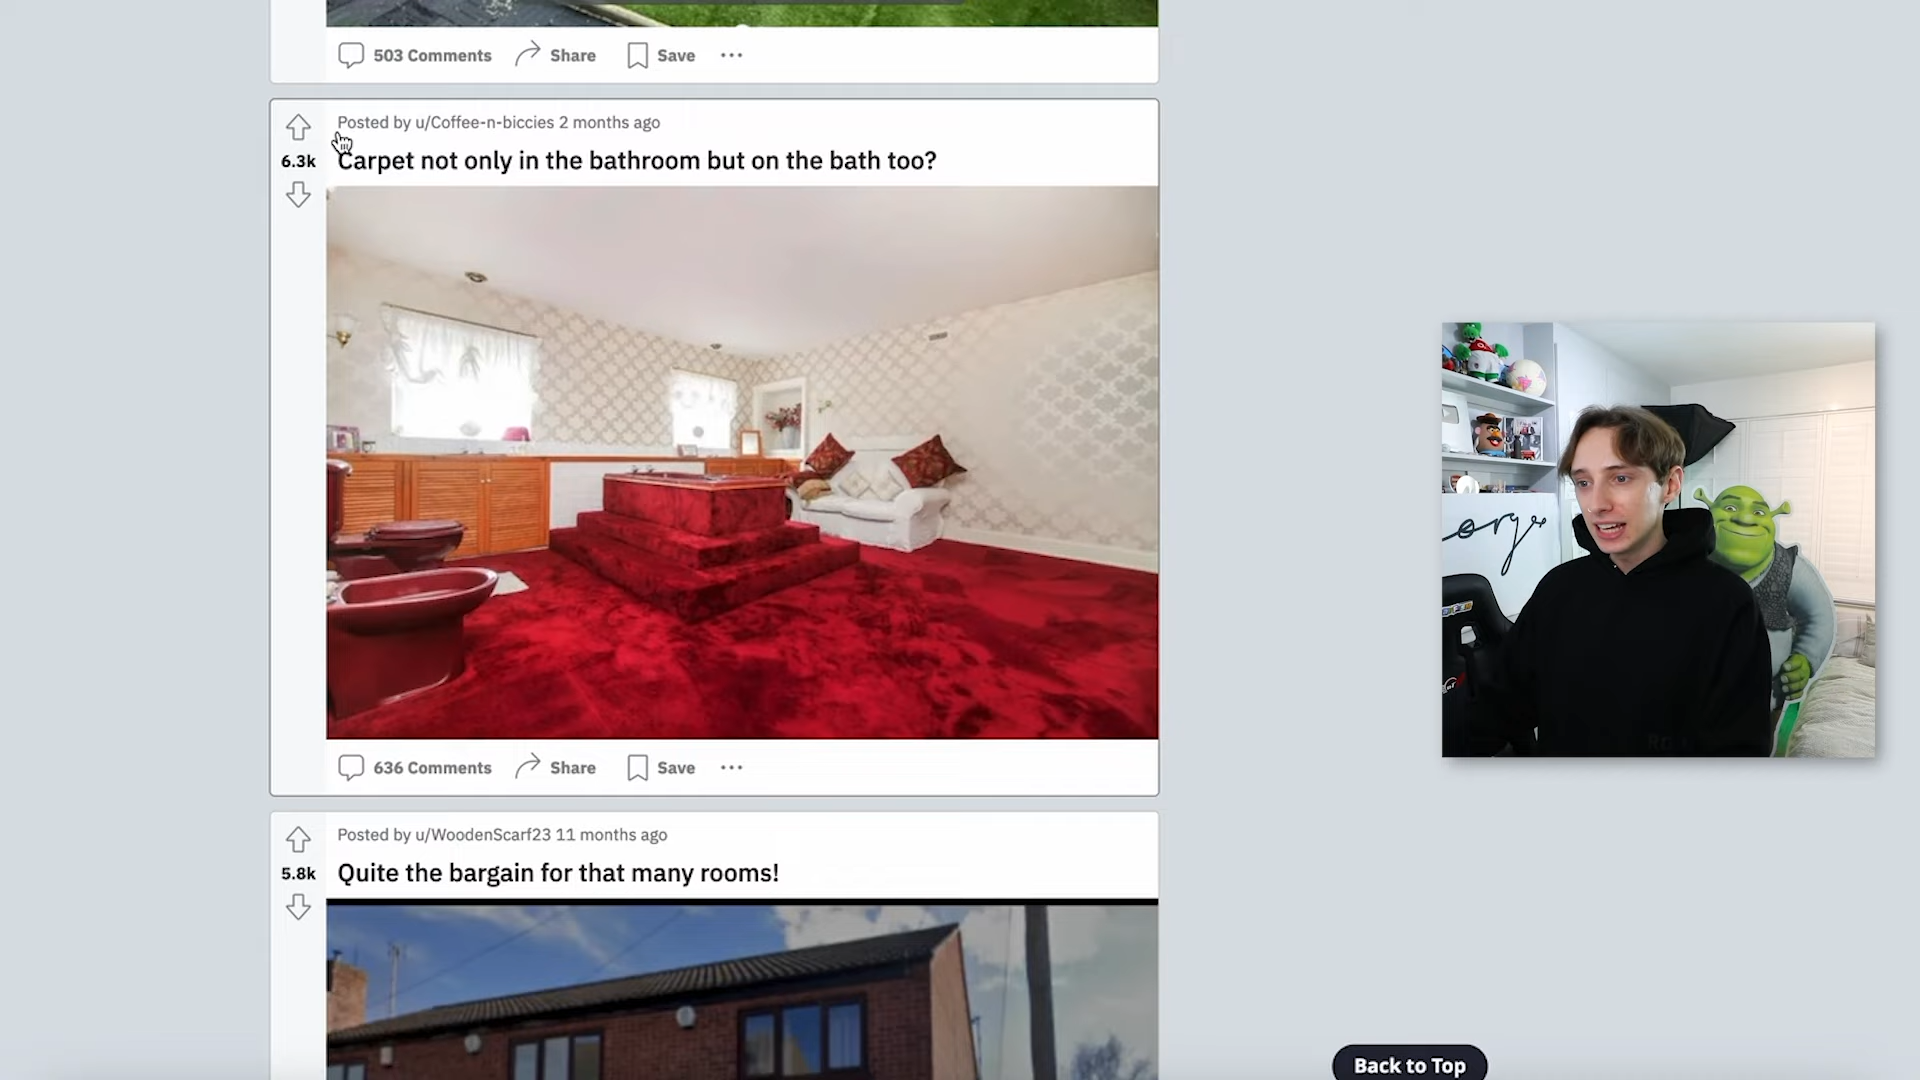 503 Comments
Share
Save
Posted by u/Coffee-n-biccies 2 months ago
6.3k
Carpet not only in the bathroom but on the bath too?
636 Comments
Share
Save
Posted by u/WoodenScarf23 11 months ago
5.8k
Quite the bargain for that many rooms!
orge
Back to Top